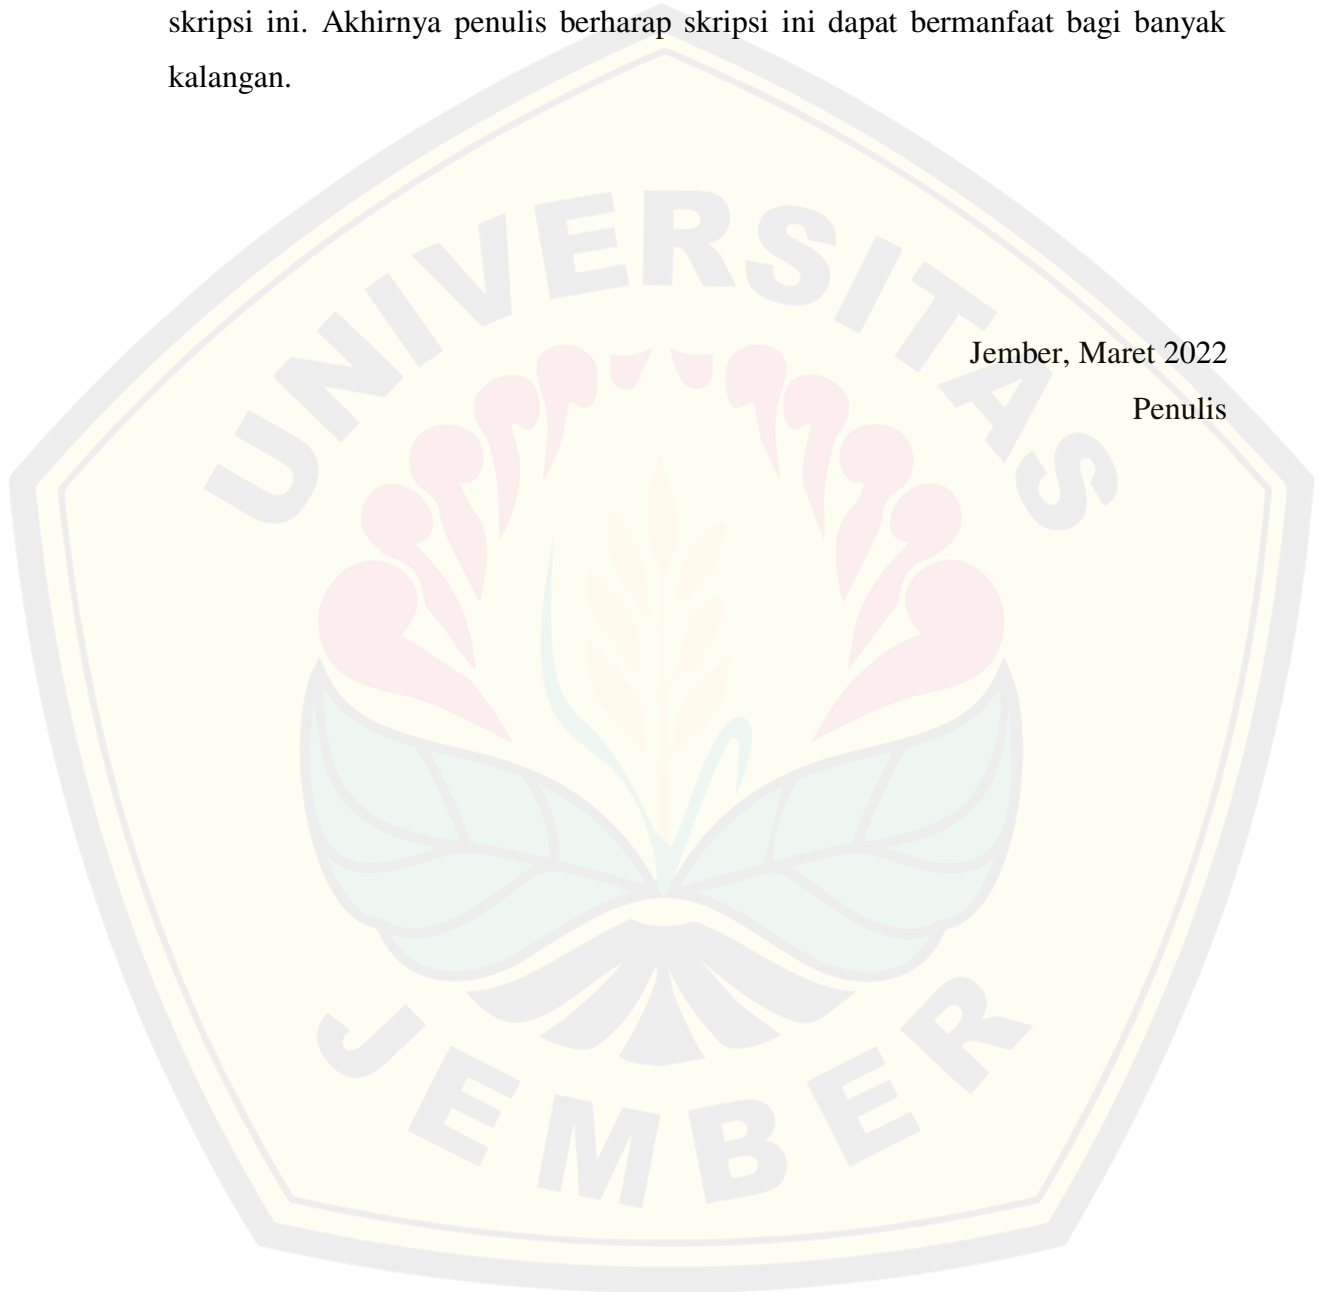 skripsi ini. Akhirnya penulis berharap skripsi ini dapat bermanfaat bagi banyak
kalangan.
UNIVERSITAS
Jember, Maret 2022
Penulis
JEMBER